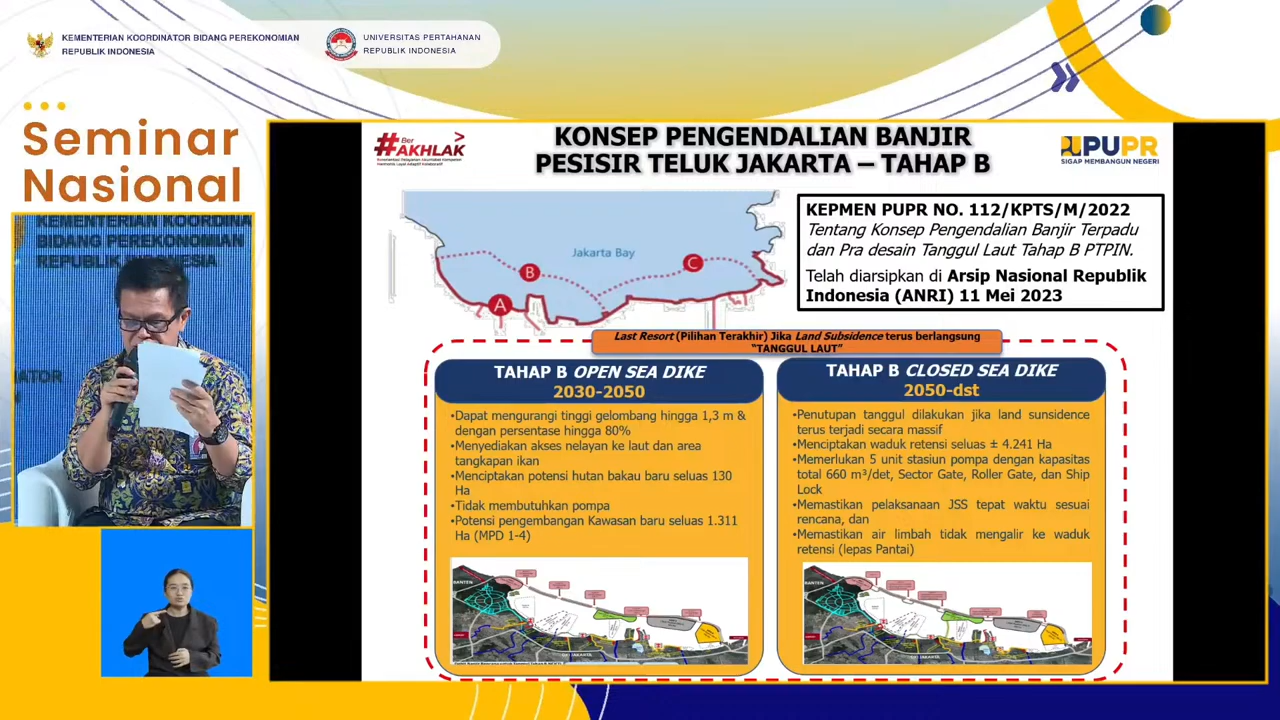 KEMENTERIAN KOORDINATOR BIDANG PEREKONOMIAN
REPUBLIK INDONESIA
UNIVERSITAS PERTAHANAN
REPUBLIK INDONESIA
Seminar
Nasional
KEMENTERIAN KOORDINA
BIDANG PEREKONOMIAN
REPUBLIK INDONESIA
#BerAKHLAK
KONSEP PENGENDALIAN BANJIR
PESISIR TELUK JAKARTA – TAHAP B
PUPR
SIGAP MEMBANGUN NEGERI
Jakarta Bay
A
B
C
KEPMEN PUPR NO. 112/KPTS/M/2022
Tentang Konsep Pengendalian Banjir Terpadu
dan Pra desain Tanggul Laut Tahap B PTPIN.
Telah diarsipkan di Arsip Nasional Republik
Indonesia (ANRI) 11 Mei 2023
Last Resort (Pilihan Terakhir) Jika Land Subsidence terus berlangsung
"TANGGUL LAUT"
TAHAP B OPEN SEA DIKE
2030-2050
•Dapat mengurangi tinggi gelombang hingga 1,3 m &
dengan persentase hingga 80%
•Menyediakan akses nelayan ke laut dan area
tangkapan ikan
•Menciptakan potensi hutan bakau baru seluas 130
Ha
•Tidak membutuhkan pompa
•Potensi pengembangan Kawasan baru seluas 1.311
Ha (MPD 1-4)
BANTEN
TAHAP B CLOSED SEA DIKE
2050-dst
•Penutupan tanggul dilakukan jika land sunsidence
terus terjadi secara massif
•Menciptakan waduk retensi seluas ± 4.241 Ha
•Memerlukan 5 unit stasiun pompa dengan kapasitas
total 660 m³/det, Sector Gate, Roller Gate, dan Ship
Lock
•Memastikan pelaksanaan JSS tepat waktu sesuai
rencana, dan
•Memastikan air limbah tidak mengalir ke waduk
retensi (lepas Pantai)
BANTEN